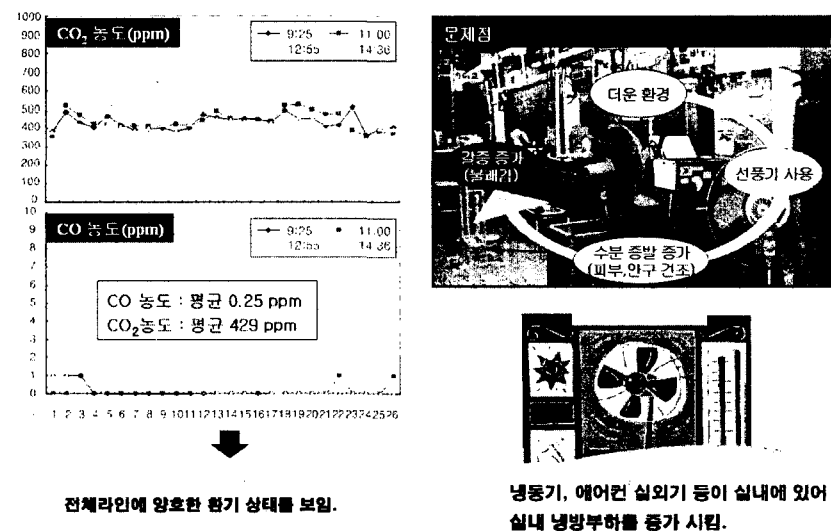 CO₂ 농도(ppm)
1000
900
800
700
600
500
400
300
200
100
0
9:25 11:00
12:55 14:36
CO 농도(ppm)
10
9
8
7
6
5
4
3
2
1
0
9:25 11:00
12:55 14:36
CO 농도 : 평균 0.25 ppm
CO₂농도 : 평균 429 ppm
1 2 3 4 5 6 7 8 9 10 11 12 13 14 15 16 17 18 19 20 21 22 23 24 25 26
전체라인에 양호한 환기 상태를 보임.
문제점
더운 환경
선풍기 사용
수분 증발 증가
(피부,안구 건조)
갈증 증가
(불쾌감)
냉동기, 에어컨 실외기 등이 실내에 있어
실내 냉방부하를 증가 시킴.